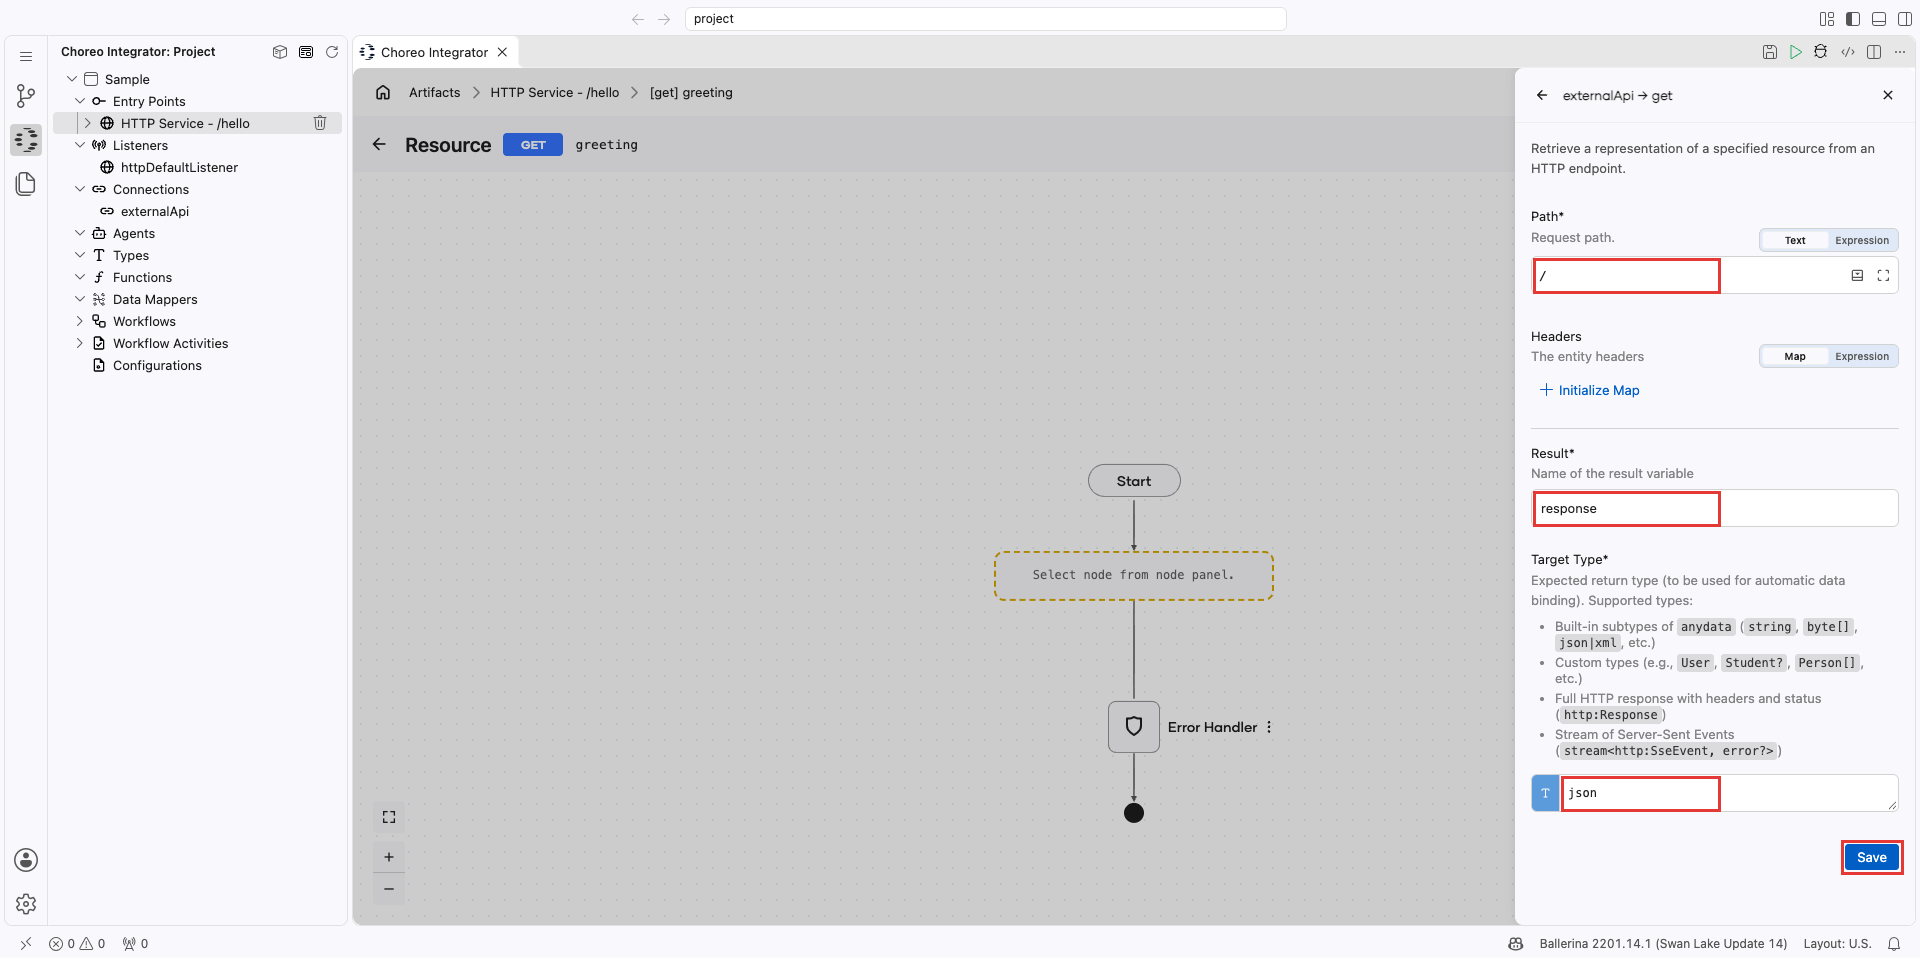 project
Choreo Integrator: Project
Sample
Entry Points
HTTP Service - /hello
Listeners
httpDefaultListener
Connections
externalApi
Agents
Types
Functions
Data Mappers
Workflows
Workflow Activities
Configurations
Choreo Integrator
Artifacts
HTTP Service - /hello
[get] greeting
Resource GET greeting
Start
Select node from node panel.
Error Handler
externalApi → get
Retrieve a representation of a specified resource from an
HTTP endpoint.
Path*
Request path.
Text Expression
/
Headers
The entity headers
Map Expression
Initialize Map
Result*
Name of the result variable
response
Target Type*
Expected return type (to be used for automatic data
binding). Supported types:
• Built-in subtypes of anydata (string, byte[],
json|xml, etc.)
• Custom types (e.g., User, Student?, Person[],
etc.)
• Full HTTP response with headers and status
(http:Response)
• Stream of Server-Sent Events
(stream<http:SseEvent, error?>)
T json
Save
0 0 0
Ballerina 2201.14.1 (Swan Lake Update 14) Layout: U.S.